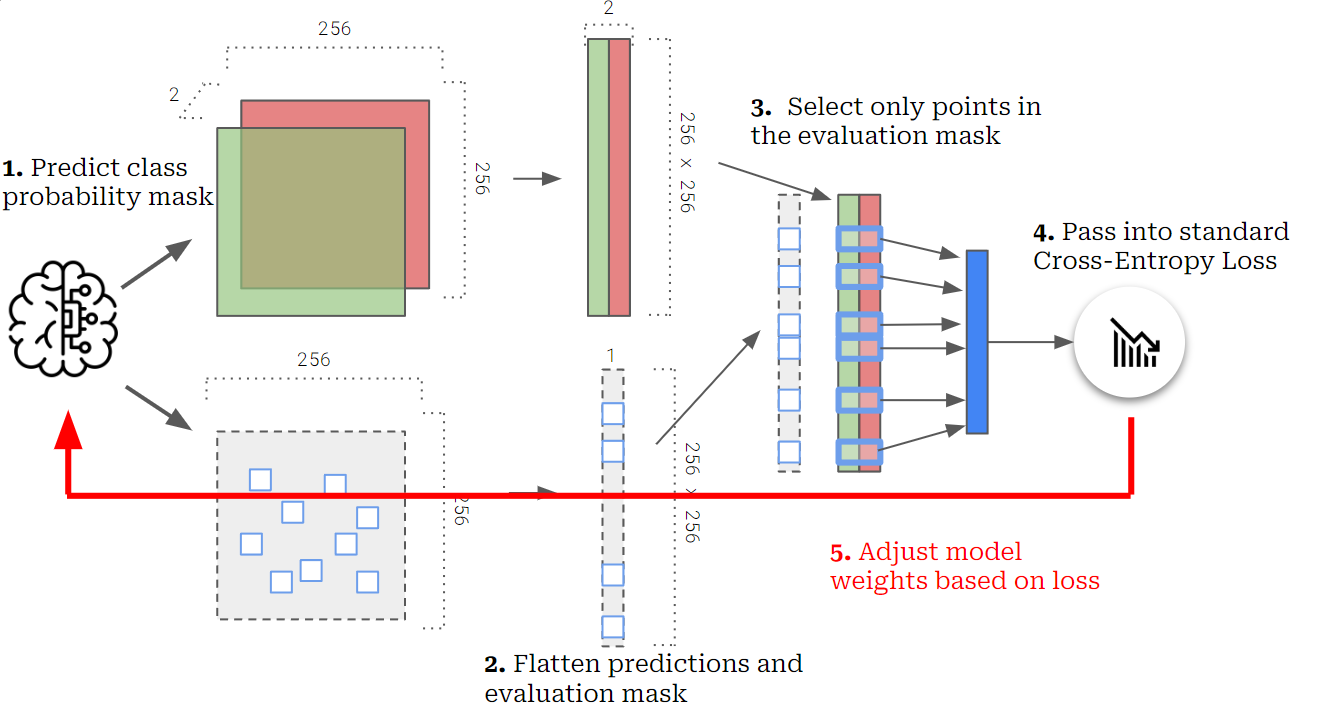 256
2
2
256
256 x 256
1. Predict class
probability mask
3. Select only points in
the evaluation mask
4. Pass into standard
Cross-Entropy Loss
256
1
256
256 x 256
5. Adjust model
weights based on loss
2. Flatten predictions and
evaluation mask